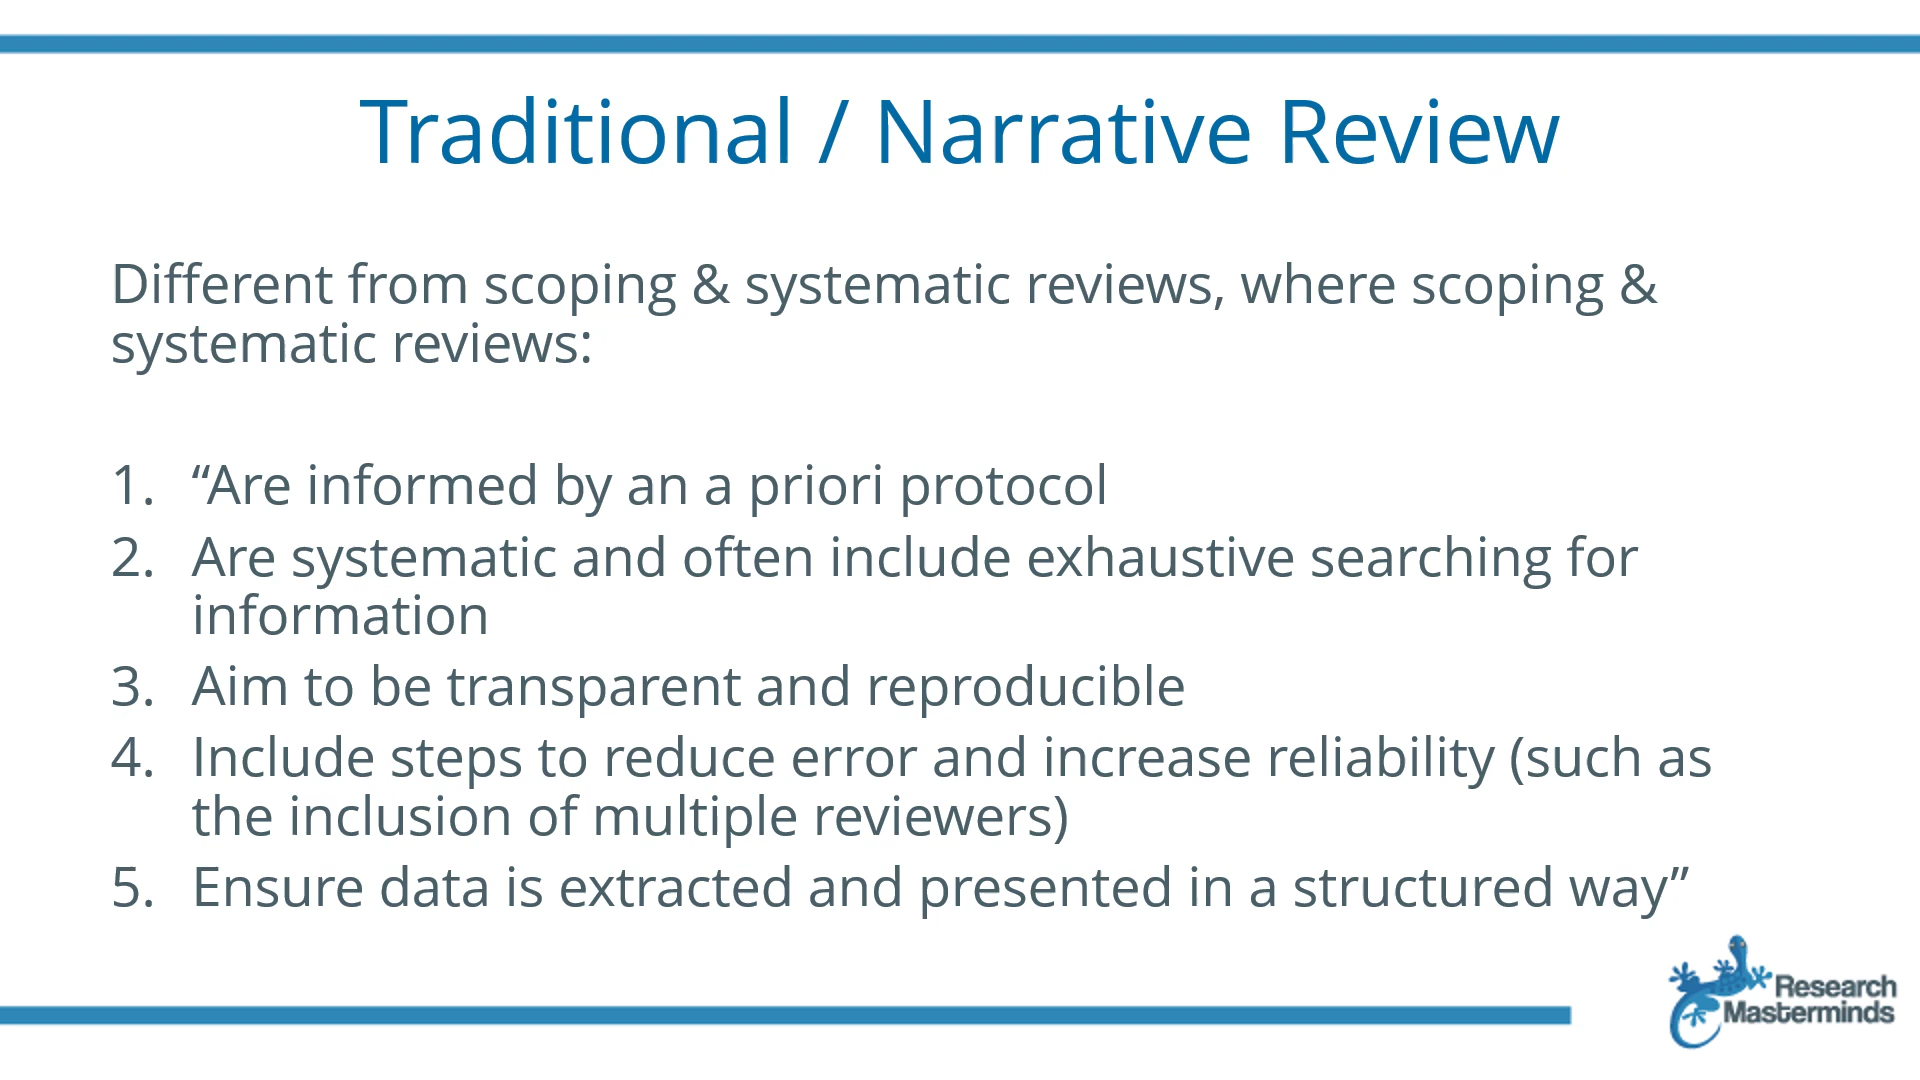 Traditional / Narrative Review
Different from scoping & systematic reviews, where scoping &
systematic reviews:
1. “Are informed by an a priori protocol
2. Are systematic and often include exhaustive searching for
information
3. Aim to be transparent and reproducible
4. Include steps to reduce error and increase reliability (such as
the inclusion of multiple reviewers)
5. Ensure data is extracted and presented in a structured way”
Research
Masterminds